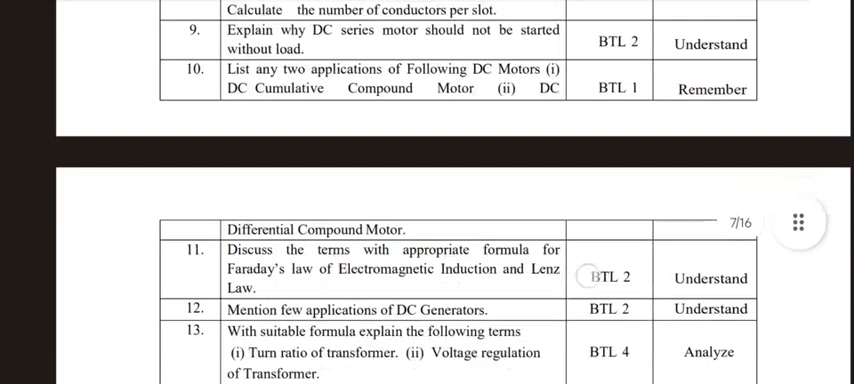 Calculate the number of conductors per slot.
9. Explain why DC series motor should not be started without load. BTL 2 Understand
10. List any two applications of Following DC Motors (i) DC Cumulative Compound Motor (ii) DC BTL 1 Remember
7/16
Differential Compound Motor.
11. Discuss the terms with appropriate formula for Faraday's law of Electromagnetic Induction and Lenz Law. BTL 2 Understand
12. Mention few applications of DC Generators. BTL 2 Understand
13. With suitable formula explain the following terms
(i) Turn ratio of transformer. (ii) Voltage regulation of Transformer. BTL 4 Analyze